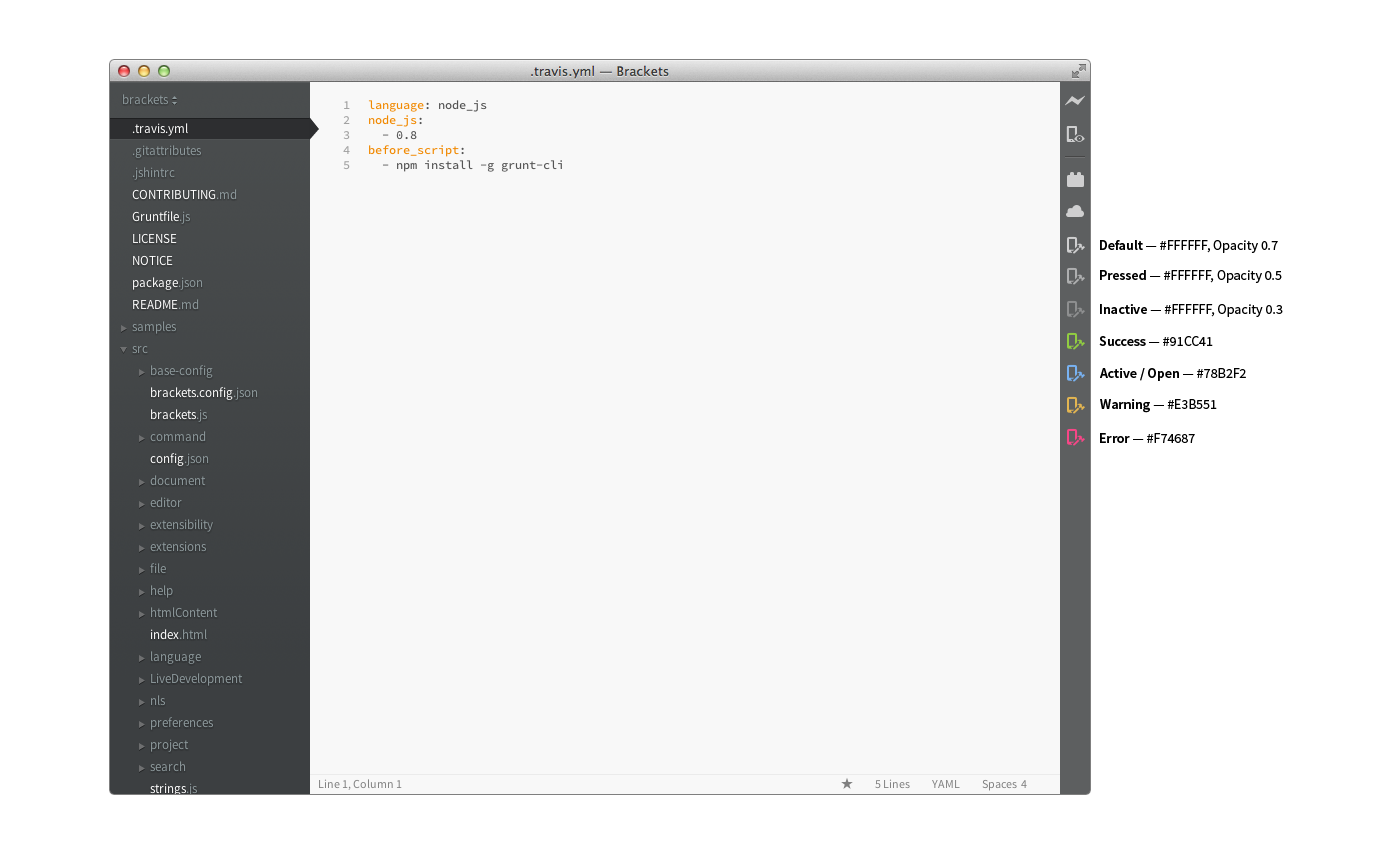 .travis.yml — Brackets
brackets
.travis.yml
.gitattributes
.jshintrc
CONTRIBUTING.md
Gruntfile.js
LICENSE
NOTICE
package.json
README.md
samples
src
base-config
brackets.config.json
brackets.js
command
config.json
document
editor
extensibility
extensions
file
help
htmlContent
index.html
language
LiveDevelopment
nls
preferences
project
search
strings.js
1 language: node_js
2 node_js:
3 - 0.8
4 before_script:
5 - npm install -g grunt-cli
Default — #FFFFFF, Opacity 0.7
Pressed — #FFFFFF, Opacity 0.5
Inactive — #FFFFFF, Opacity 0.3
Success — #91CC41
Active / Open — #78B2F2
Warning — #E3B551
Error — #F74687
Line 1, Column 1
5 Lines YAML Spaces 4